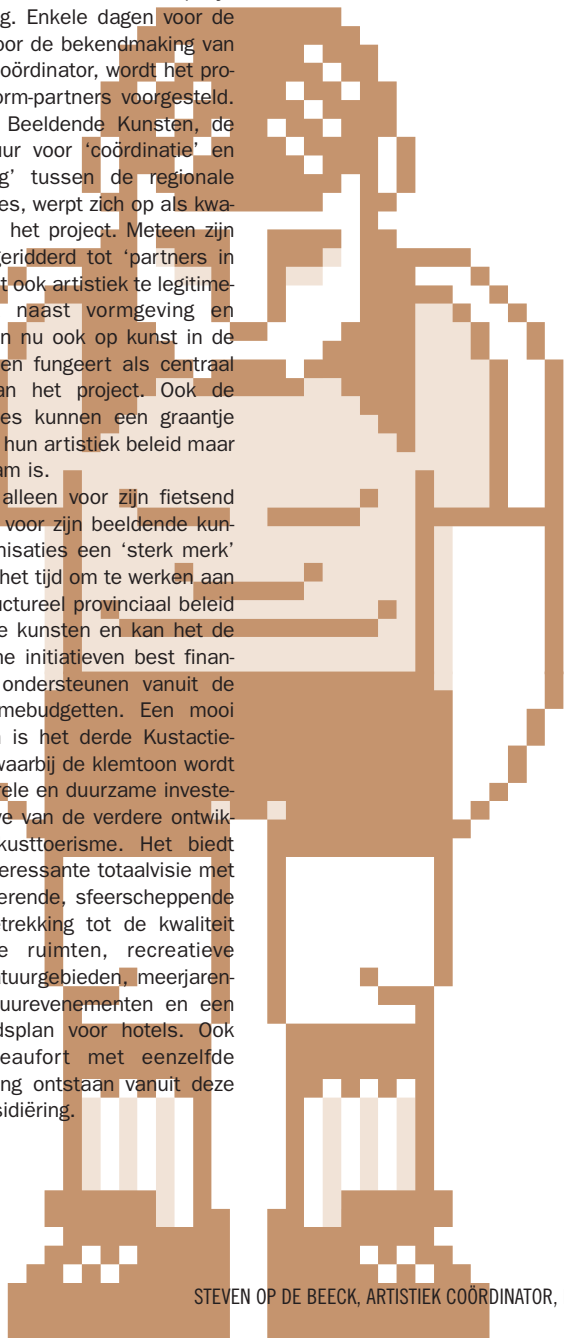 g. Enkele dagen voor de
oor de bekendmaking van
oördinator, wordt het pro-
orm-partners voorgesteld.
Beeldende Kunsten, de
uur voor ‘coördinatie’ en
g’ tussen de regionale
es, werpt zich op als kwa-
het project. Meteen zijn
eridderd tot ‘partners in
t ook artistiek te legitime-
naast vormgeving en
n nu ook op kunst in de
en fungeert als centraal
an het project. Ook de
es kunnen een graantje
hun artistiek beleid maar
am is.
alleen voor zijn fietsend
voor zijn beeldende kun-
nisaties een ‘sterk merk’
het tijd om te werken aan
uctureel provinciaal beleid
e kunsten en kan het de
ne initiatieven best finan-
ondersteunen vanuit de
mebudgetten. Een mooi
is het derde Kustactie-
waarbij de klemtoon wordt
rele en duurzame investe-
ve van de verdere ontwik-
kusttoerisme. Het biedt
eressante totaalvisie met
erende, sfeerscheppende
etrekking tot de kwaliteit
e ruimten, recreatieve
atuurgebieden, meerjaren-
uurevenementen en een
dsplan voor hotels. Ook
eaufort met eenzelfde
ng ontstaan vanuit deze
sidiëring.
STEVEN OP DE BEECK, ARTISTIEK COÖRDINATOR,